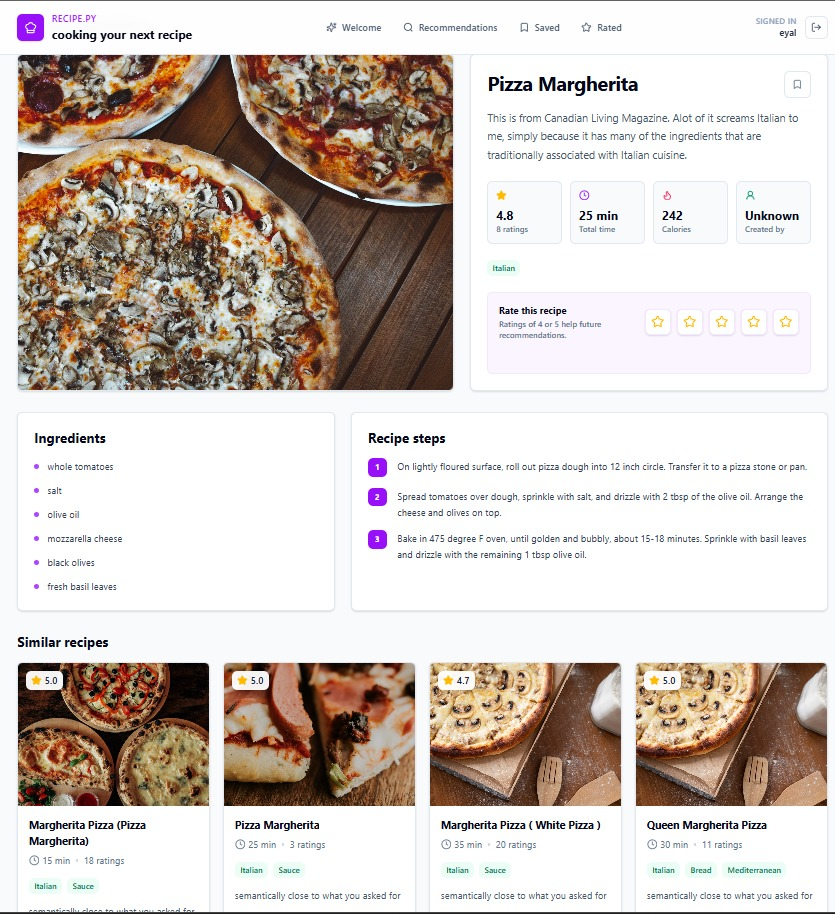 RECIPE.PY
cooking your next recipe
Welcome
Recommendations
Saved
Rated
SIGNED IN
eyal
Pizza Margherita
This is from Canadian Living Magazine. Alot of it screams Italian to
me, simply because it has many of the ingredients that are
traditionally associated with Italian cuisine.
4.8
8 ratings
25 min
Total time
242
Calories
Unknown
Created by
Italian
Rate this recipe
Ratings of 4 or 5 help future
recommendations.
Ingredients
whole tomatoes
salt
olive oil
mozzarella cheese
black olives
fresh basil leaves
Recipe steps
1 On lightly floured surface, roll out pizza dough into 12 inch circle. Transfer it to a pizza stone or pan.
2 Spread tomatoes over dough, sprinkle with salt, and drizzle with 2 tbsp of the olive oil. Arrange the
cheese and olives on top.
3 Bake in 475 degree F oven, until golden and bubbly, about 15-18 minutes. Sprinkle with basil leaves
and drizzle with the remaining 1 tbsp olive oil.
Similar recipes
5.0
Margherita Pizza (Pizza
Margherita)
15 min • 18 ratings
Italian Sauce
semantically close to what you asked for
5.0
Pizza Margherita
25 min • 3 ratings
Italian Sauce
semantically close to what you asked for
4.7
Margherita Pizza ( White Pizza )
35 min • 20 ratings
Italian Sauce
semantically close to what you asked for
5.0
Queen Margherita Pizza
30 min • 11 ratings
Italian Bread Mediterranean
semantically close to what you asked for